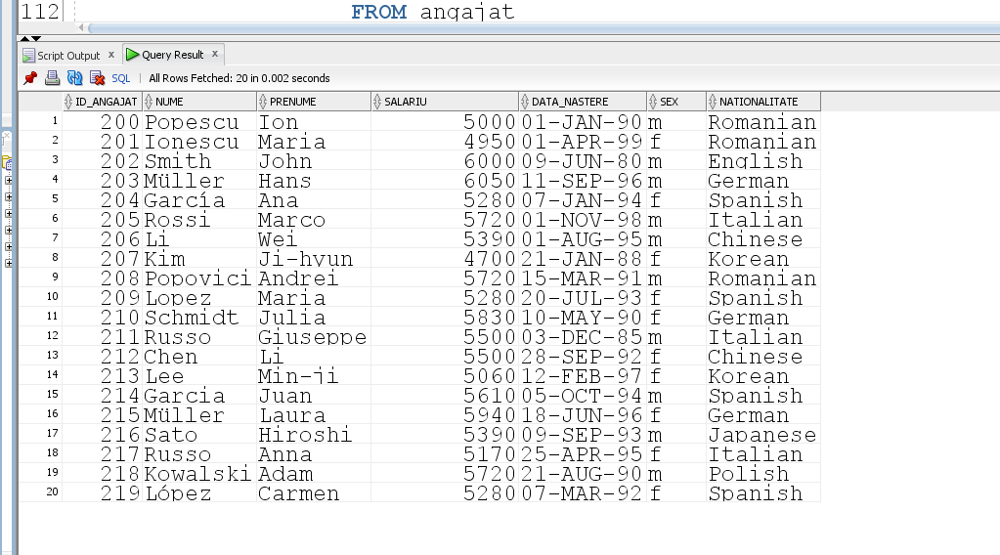 112 FROM angajat
Script Output x Query Result x
SQL | All Rows Fetched: 20 in 0.002 seconds
ID_ANGAJAT NUME PRENUME SALARIU DATA_NASTERE SEX NATIONALITATE
1 200 Popescu Ion 5000 01-JAN-90 m Romanian
2 201 Ionescu Maria 4950 01-APR-99 f Romanian
3 202 Smith John 6000 09-JUN-80 m English
4 203 Müller Hans 6050 11-SEP-96 m German
5 204 García Ana 5280 07-JAN-94 f Spanish
6 205 Rossi Marco 5720 01-NOV-98 m Italian
7 206 Li Wei 5390 01-AUG-95 m Chinese
8 207 Kim Ji-hyun 4700 21-JAN-88 f Korean
9 208 Popovici Andrei 5720 15-MAR-91 m Romanian
10 209 Lopez Maria 5280 20-JUL-93 f Spanish
11 210 Schmidt Julia 5830 10-MAY-90 f German
12 211 Russo Giuseppe 5500 03-DEC-85 m Italian
13 212 Chen Li 5500 28-SEP-92 f Chinese
14 213 Lee Min-ji 5060 12-FEB-97 f Korean
15 214 Garcia Juan 5610 05-OCT-94 m Spanish
16 215 Müller Laura 5940 18-JUN-96 f German
17 216 Sato Hiroshi 5390 09-SEP-93 m Japanese
18 217 Russo Anna 5170 25-APR-95 f Italian
19 218 Kowalski Adam 5720 21-AUG-90 m Polish
20 219 López Carmen 5280 07-MAR-92 f Spanish